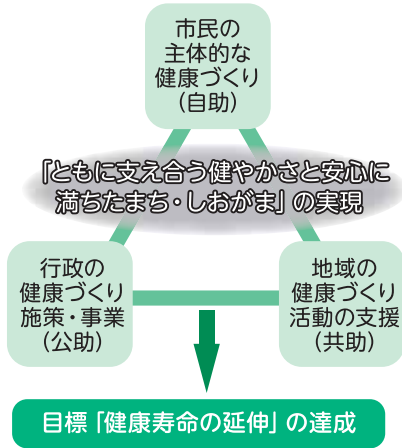 市民の
主体的な
健康づくり
(自助)
「ともに支え合う健やかさと安心に
満ちたまち・しおがま」の実現
行政の
健康づくり
施策・事業
(公助)
地域の
健康づくり
活動の支援
(共助)
目標「健康寿命の延伸」の達成